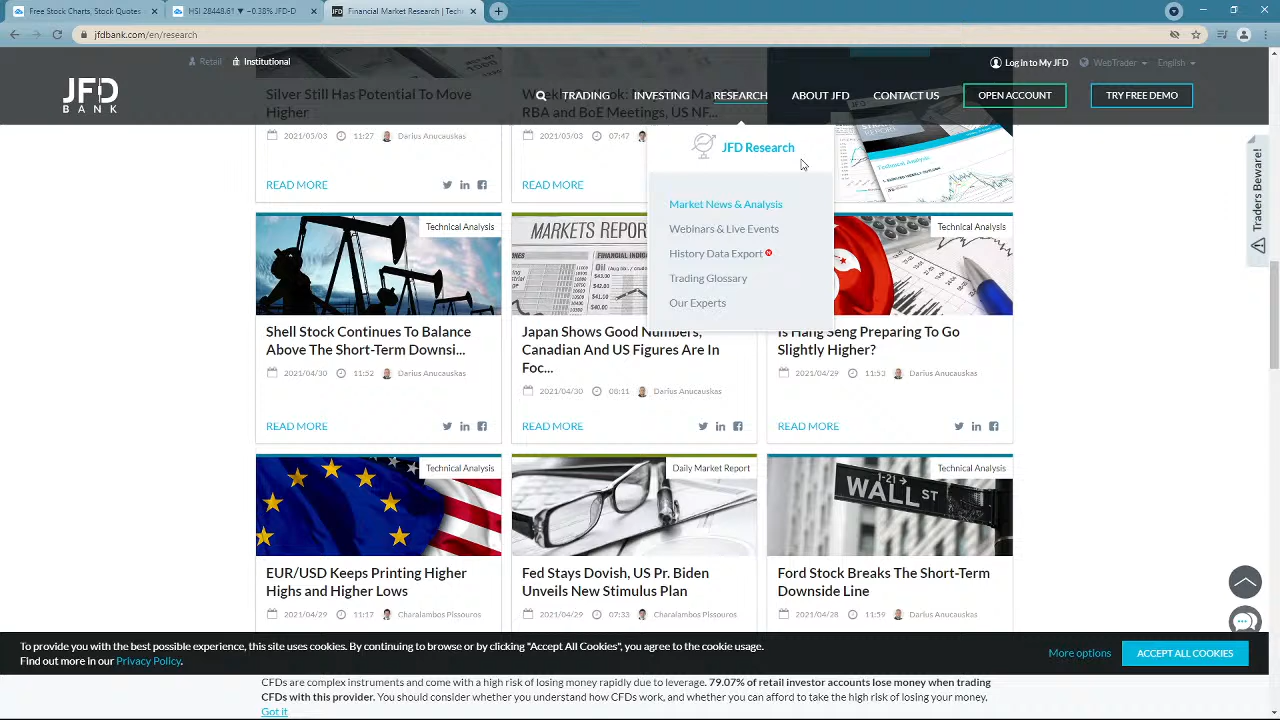 Free Stock Charts, Stock Quotes
HSI 28448.61 ▼ −0.38% JFD-D
Financial Market Research | Tech
jfdbank.com/en/research
Retail
Institutional
Log in to My JFD
WebTrader
English
JFD
BANK
TRADING
INVESTING
RESEARCH
ABOUT JFD
CONTACT US
OPEN ACCOUNT
TRY FREE DEMO
Silver Still Has Potential To Move
Higher
2021/05/03
11:27
Darius Anucauskas
READ MORE
RBA and BoE Meetings, US NF...
2021/05/03
07:47
READ MORE
JFD Research
Market News & Analysis
Webinars & Live Events
History Data Export
Trading Glossary
Our Experts
Technical Analysis
Traders Beware!
Technical Analysis
Shell Stock Continues To Balance
Above The Short-Term Downsi...
2021/04/30
11:52
Darius Anucauskas
READ MORE
MARKETS REPOR
Japan Shows Good Numbers,
Canadian And US Figures Are In
Foc...
2021/04/30
08:11
Darius Anucauskas
READ MORE
Technical Analysis
Is Hang Seng Preparing To Go
Slightly Higher?
2021/04/29
11:53
Darius Anucauskas
READ MORE
Technical Analysis
EUR/USD Keeps Printing Higher
Highs and Higher Lows
2021/04/29
11:17
Charalambos Pissouros
Daily Market Report
Fed Stays Dovish, US Pr. Biden
Unveils New Stimulus Plan
2021/04/29
07:33
Charalambos Pissouros
Technical Analysis
1-21
WALL ST
Ford Stock Breaks The Short-Term
Downside Line
2021/04/28
11:59
Darius Anucauskas
To provide you with the best possible experience, this site uses cookies. By continuing to browse or by clicking "Accept All Cookies", you agree to the cookie usage.
Find out more in our Privacy Policy.
More options
ACCEPT ALL COOKIES
CFDs are complex instruments and come with a high risk of losing money rapidly due to leverage. 79.07% of retail investor accounts lose money when trading
CFDs with this provider. You should consider whether you understand how CFDs work, and whether you can afford to take the high risk of losing your money.
Got it